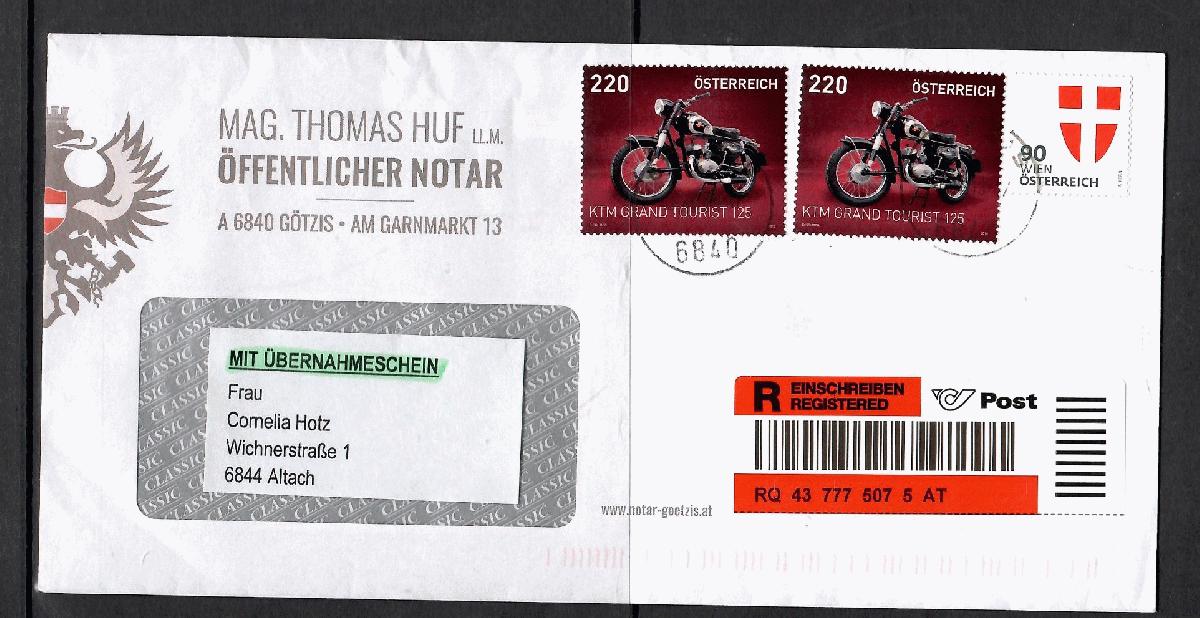 MAG. THOMAS HUF LL.M.
ÖFFENTLICHER NOTAR
A 6840 GÖTZIS • AM GARNMARKT 13
220 ÖSTERREICH
KTM GRAND TOURIST 125
220 ÖSTERREICH
KTM GRAND TOURIST 125
90
WIEN
ÖSTERREICH
6840
CLASSIC
MIT ÜBERNAHMESCHEIN
Frau
Cornelia Hotz
Wichnerstraße 1
6844 Altach
R EINSCHREIBEN
REGISTERED
Post
RQ 43 777 507 5 AT
www.notar-goetzis.at